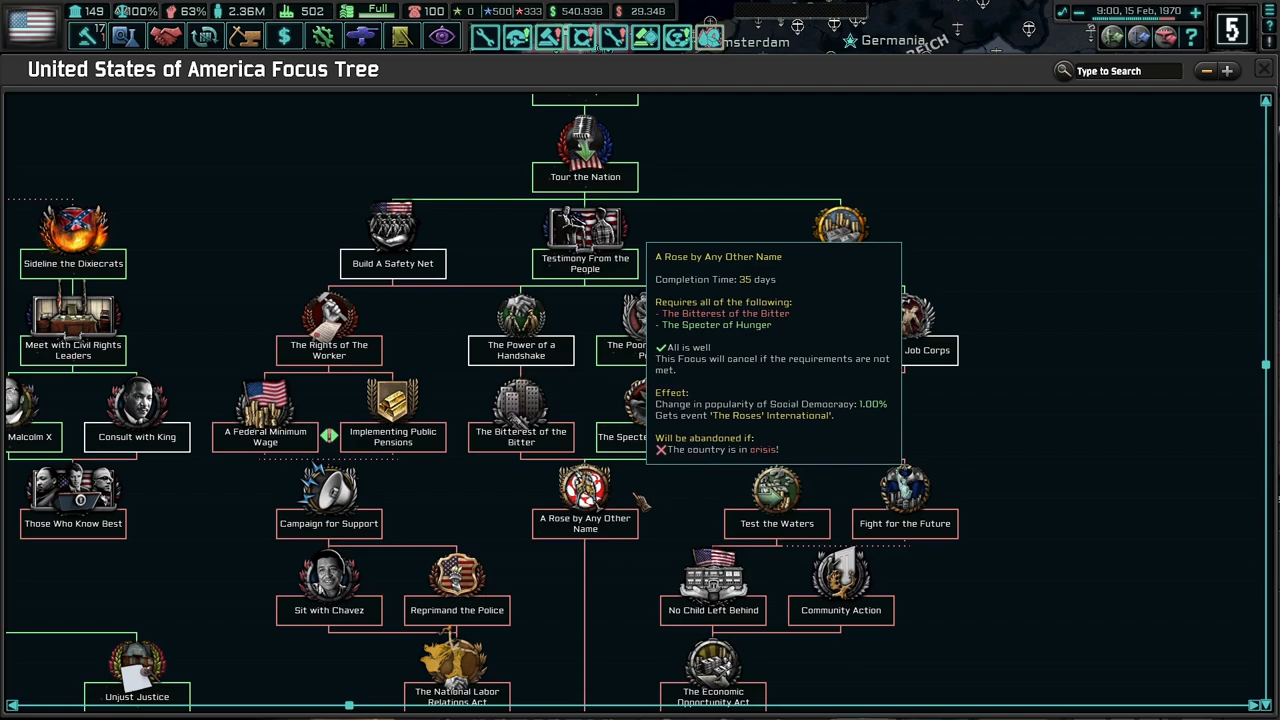 149
100%
63%
2.36M
502
Full
100
0
500
333
540.93B
29.34B
9:00, 15 Feb, 1970
17
msterdam
Germania
REICH
5
United States of America Focus Tree
Type to Search
Tour the Nation
Sideline the Dixiecrats
Build A Safety Net
Testimony From the
People
A Rose by Any Other Name
Completion Time: 35 days
Requires all of the following:
- The Bitterest of the Bitter
- The Specter of Hunger
All is well
This Focus will cancel if the requirements are not
met.
Effect:
Change in popularity of Social Democracy: 1.00%
Gets event 'The Roses' International'.
Will be abandoned if:
The country is in crisis!
Meet with Civil Rights
Leaders
The Rights of The
Worker
The Power of a
Handshake
The Poor
Job Corps
Malcolm X
Consult with King
A Federal Minimum
Wage
Implementing Public
Pensions
The Bitterest of the
Bitter
The Specte
Those Who Know Best
Campaign for Support
A Rose by Any Other
Name
Test the Waters
Fight for the Future
Sit with Chavez
Reprimand the Police
No Child Left Behind
Community Action
Unjust Justice
The National Labor
Relations Act
The Economic
Opportunity Act